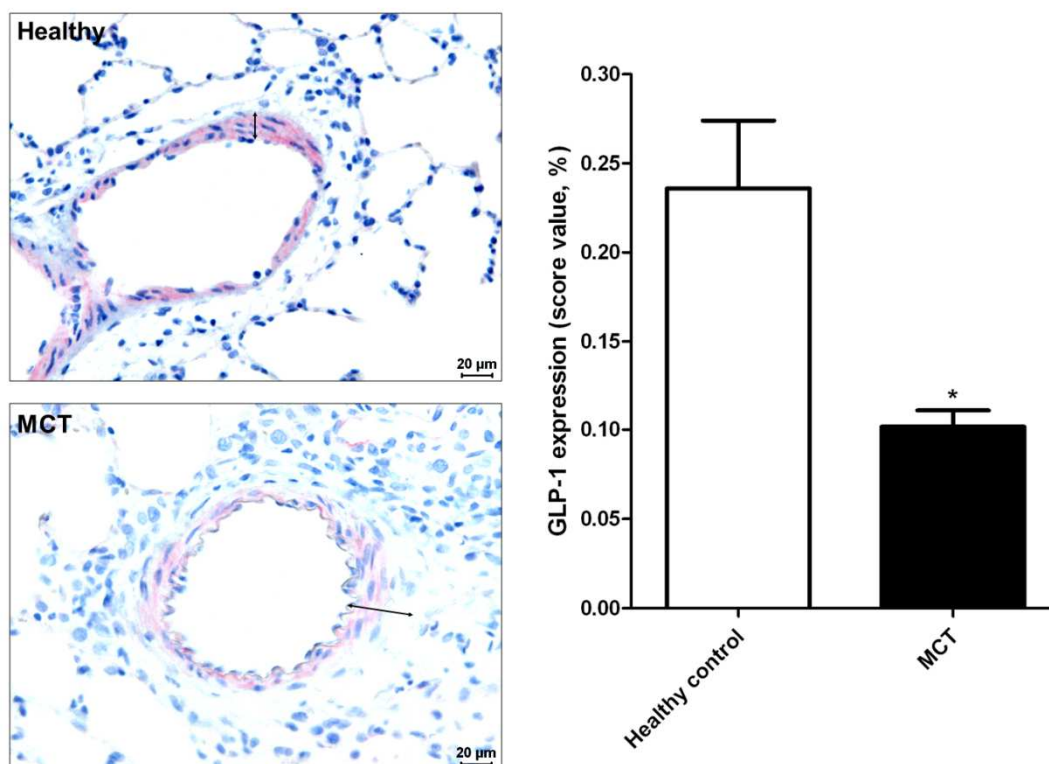 Healthy
20 µm
MCT
20 µm
GLP-1 expression (score value, %)
0.30
0.25
0.20
0.15
0.10
0.05
0.00
*
Healthy control
MCT